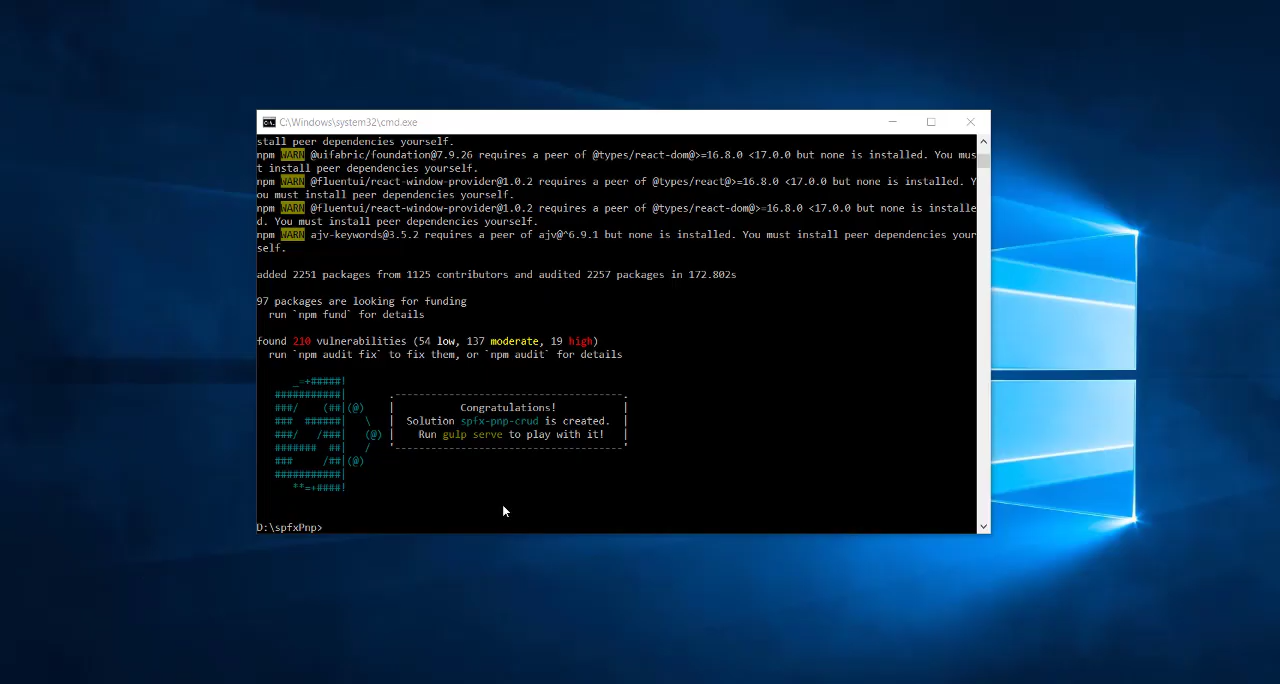 C:\Windows\system32\cmd.exe
stall peer dependencies yourself.
npm WARN @uifabric/foundation@7.9.26 requires a peer of @types/react-dom@>=16.8.0 <17.0.0 but none is installed. You mus
t install peer dependencies yourself.
npm WARN @fluentui/react-window-provider@1.0.2 requires a peer of @types/react@>=16.8.0 <17.0.0 but none is installed. Y
ou must install peer dependencies yourself.
npm WARN @fluentui/react-window-provider@1.0.2 requires a peer of @types/react-dom@>=16.8.0 <17.0.0 but none is installe
d. You must install peer dependencies yourself.
npm WARN ajv-keywords@3.5.2 requires a peer of ajv@^6.9.1 but none is installed. You must install peer dependencies your
self.
added 2251 packages from 1125 contributors and audited 2257 packages in 172.802s
97 packages are looking for funding
run `npm fund` for details
found 210 vulnerabilities (54 low, 137 moderate, 19 high)
run `npm audit fix` to fix them, or `npm audit` for details
_=+#####!
###########|
###/    (##|(@)
###  ######|   \
###/   /###|   (@)
#######  ##|   /
###     /##|(@)
###########|
**=+####!
Congratulations!
Solution spfx-pnp-crud is created.
Run gulp serve to play with it!
D:\spfxPnp>